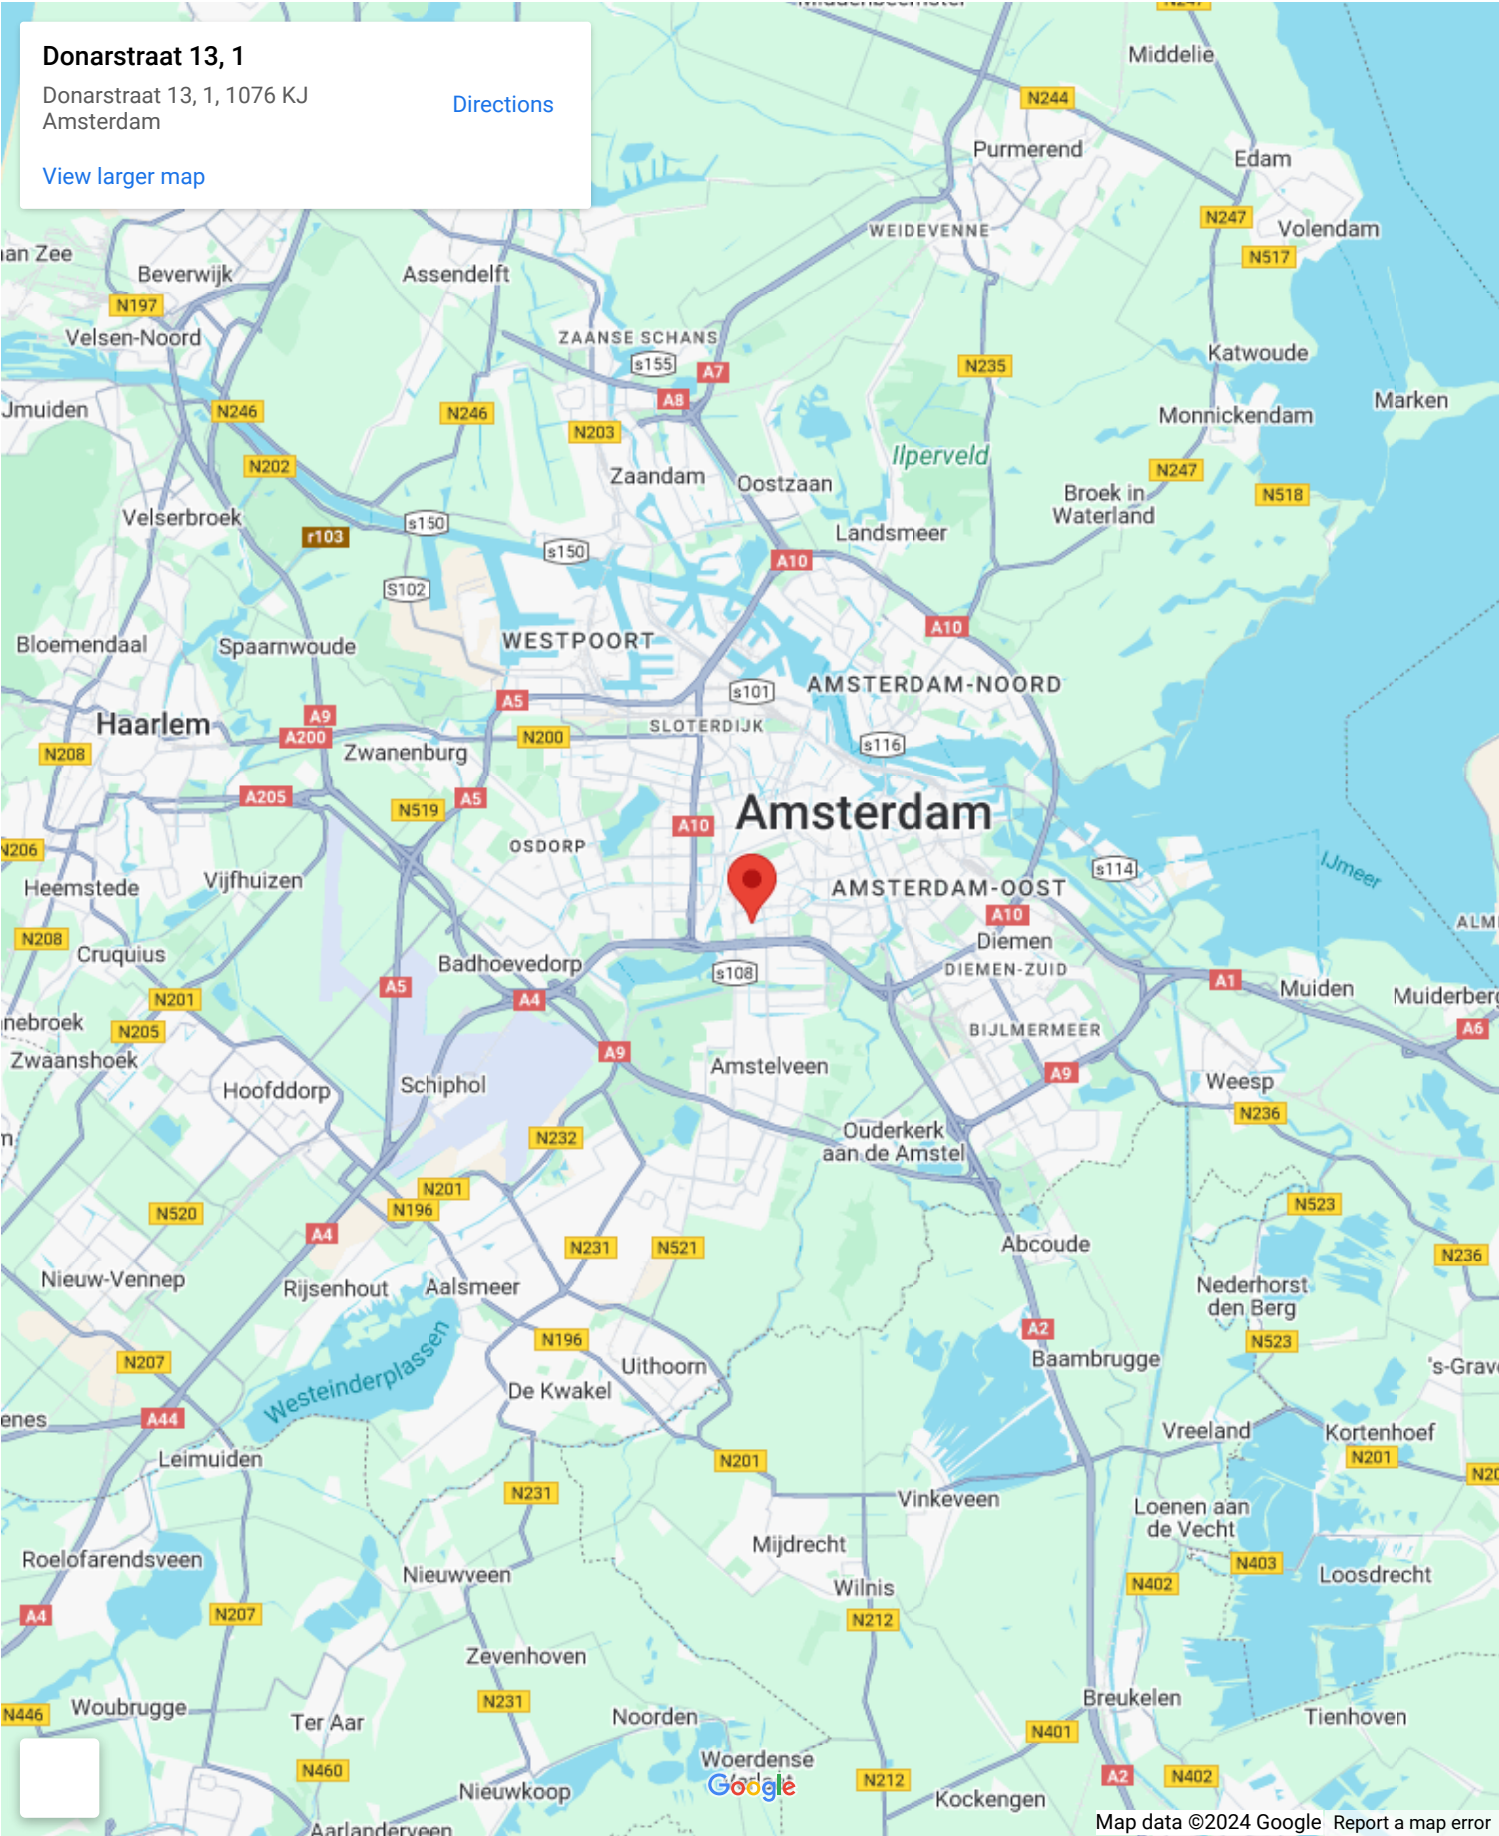 Donarstraat 13, 1
Donarstraat 13, 1, 1076 KJ
Amsterdam
Directions
View larger map
N247
Middelie
N244
Purmerend
Edam
N247
Volendam
WEIDEVENNE
N517
aan Zee
Beverwijk
Assendelft
N197
Velsen-Noord
ZAANSE SCHANS
s155
A7
N235
Katwoude
A8
Marken
IJmuiden
N246
N246
N203
Monnickendam
Ilperveld
N202
Zaandam
Oostzaan
N247
Broek in
Waterland
N518
Velserbroek
r103
s150
s150
Landsmeer
A10
S102
A10
Bloemendaal
Spaarnwoude
WESTPOORT
AMSTERDAM-NOORD
s101
A5
Haarlem
A9
A200
N200
SLOTERDIJK
s116
N208
Zwanenburg
A205
A5
N519
A10
Amsterdam
OSDORP
N206
s114
IJmeer
Heemstede
Vijfhuizen
AMSTERDAM-OOST
A10
ALM
N208
Cruquius
Badhoevedorp
Diemen
DIEMEN-ZUID
s108
A5
A4
A1
Muiden
Muiderberg
N201
nnebroek
N205
BIJLMERMEER
A6
Zwaanshoek
A9
Amstelveen
A9
Hoofddorp
Schiphol
Weesp
N236
N232
Ouderkerk
aan de Amstel
N201
N196
N523
N520
A4
N231
N521
Abcoude
N236
Nieuw-Vennep
Rijsenhout
Aalsmeer
Nederhorst
den Berg
A2
N196
N523
N207
Westeinderplassen
Uithoorn
Baambrugge
's-Grav
De Kwakel
enes
A44
Vreeland
Kortenhoef
Leimuiden
N201
N201
N20
N231
Vinkeveen
Loenen aan
de Vecht
Roelofarendsveen
Mijdrecht
Nieuwveen
N403
Loosdrecht
N402
Wilnis
A4
N207
N212
Zevenhoven
Woubrugge
N231
Breukelen
N446
Ter Aar
Noorden
N401
Tienhoven
N460
Woerdense
Nieuwkoop
Google
N212
A2
N402
Kockengen
Aarlanderveen
Map data ©2024 Google
Report a map error